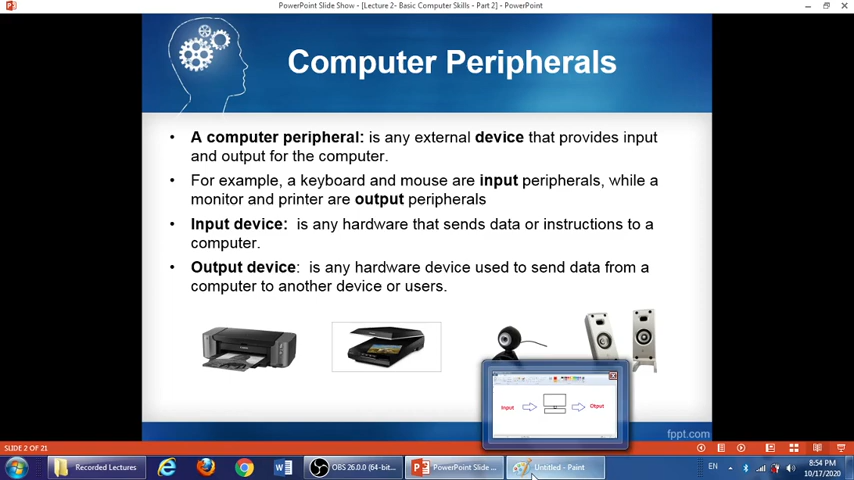 PowerPoint Slide Show - [Lecture 2- Basic Computer Skills - Part 2] - PowerPoint
Computer Peripherals
• A computer peripheral: is any external device that provides input
and output for the computer.
• For example, a keyboard and mouse are input peripherals, while a
monitor and printer are output peripherals
• Input device: is any hardware that sends data or instructions to a
computer.
• Output device: is any hardware device used to send data from a
computer to another device or users.
Input
Otput
fppt.com
SLIDE 2 OF 21
Recorded Lectures
OBS 26.0.0 (64-bit...
PowerPoint Slide ...
Untitled - Paint
EN
8:54 PM
10/17/2020